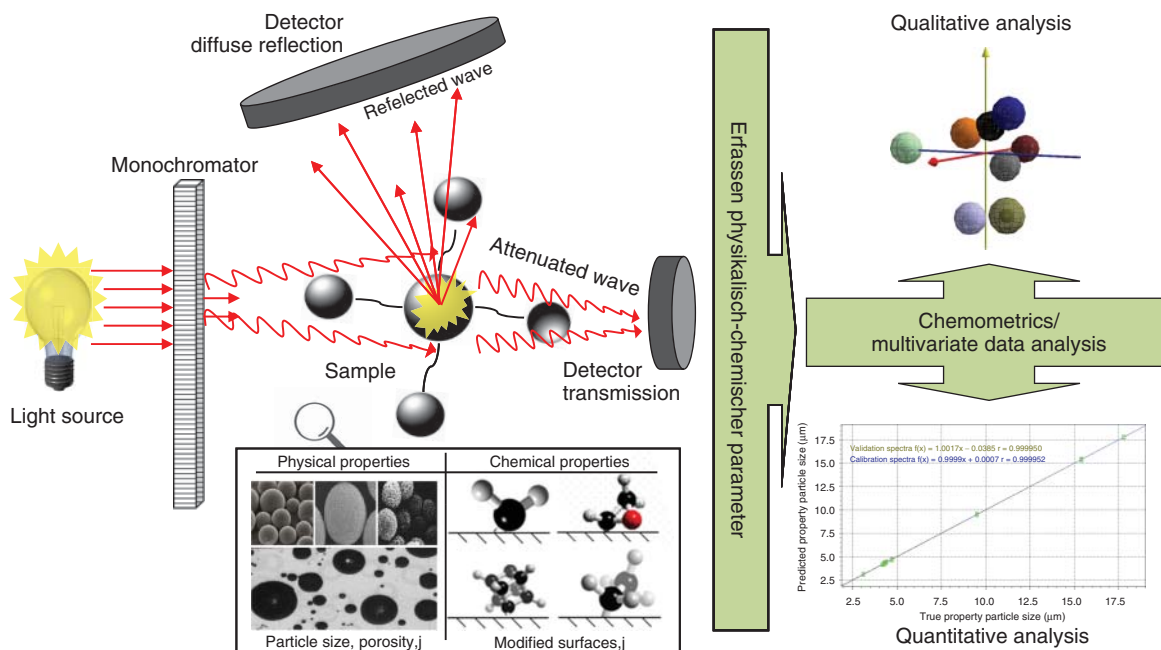 Detector
diffuse reflection
Refelected wave
Monochromator
Light source
Sample
Attenuated wave
Detector
transmission
Physical properties
Chemical properties
Particle size, porosity,j
Modified surfaces,j
Erfassen physikalisch-chemischer parameter
Qualitative analysis
Chemometrics/
multivariate data analysis
Predicted property particle size (μm)
17.5
15.0
12.5
10.0
7.5
5.0
2.5
Validation spectra f(x) = 1.0017x – 0.0385 r = 0.999950
Calibration spectra f(x) = 0.9999x + 0.0007 r = 0.999952
2.5 5.0 7.5 10.0 12.5 15.0 17.5
True property particle size (μm)
Quantitative analysis